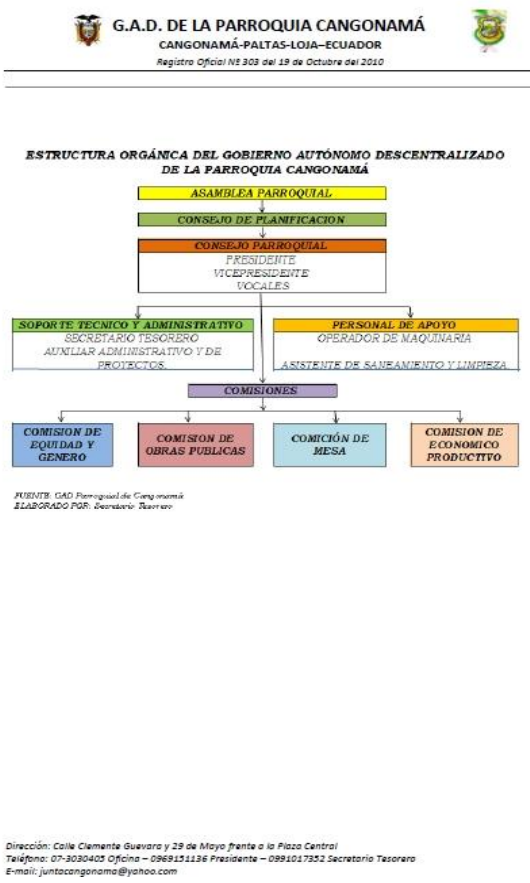 G.A.D. DE LA PARROQUIA CANGONAMÁ
CANGONAMÁ-PALTAS-LOJA–ECUADOR
Registro Oficial Nº 303 del 19 de Octubre del 2010
ESTRUCTURA ORGÁNICA DEL GOBIERNO AUTÓNOMO DESCENTRALIZADO
DE LA PARROQUIA CANGONAMÁ
ASAMBLEA PARROQUIAL
CONSEJO DE PLANIFICACION
CONSEJO PARROQUIAL
PRESIDENTE
VICEPRESIDENTE
VOCALES
SOPORTE TECNICO Y ADMINISTRATIVO
SECRETARIO TESORERO
AUXILIAR ADMINISTRATIVO Y DE
PROYECTOS.
PERSONAL DE APOYO
OPERADOR DE MAQUINARIA
ASISTENTE DE SANEAMIENTO Y LIMPIEZA
COMISIONES
COMISION DE
EQUIDAD Y
GENERO
COMISION DE
OBRAS PUBLICAS
COMICIÓN DE
MESA
COMISION DE
ECONOMICO
PRODUCTIVO
FUENTE: GAD Parroquial de Cangonamá
ELABORADO POR: Secretario Tesorero
Dirección: Calle Clemente Guevara y 29 de Mayo frente a la Plaza Central
Teléfono: 07-3030405 Oficina – 0969151136 Presidente – 0991017352 Secretario Tesorero
E-mail: juntacangonama@yahoo.com